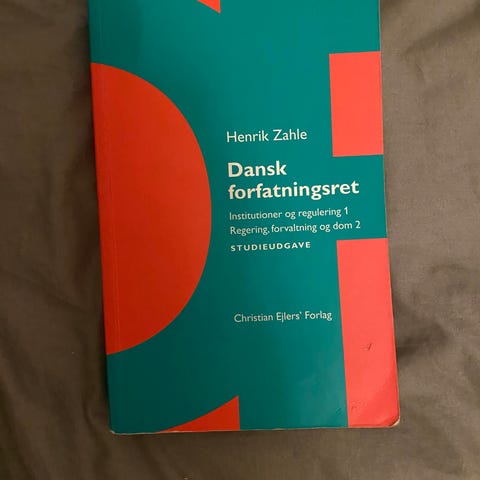 Henrik Zahle
Dansk
forfatningsret
Institutioner og regulering 1
Regering, forvaltning og dom 2
STUDIEUDGAVE
Christian Ejlers' Forlag